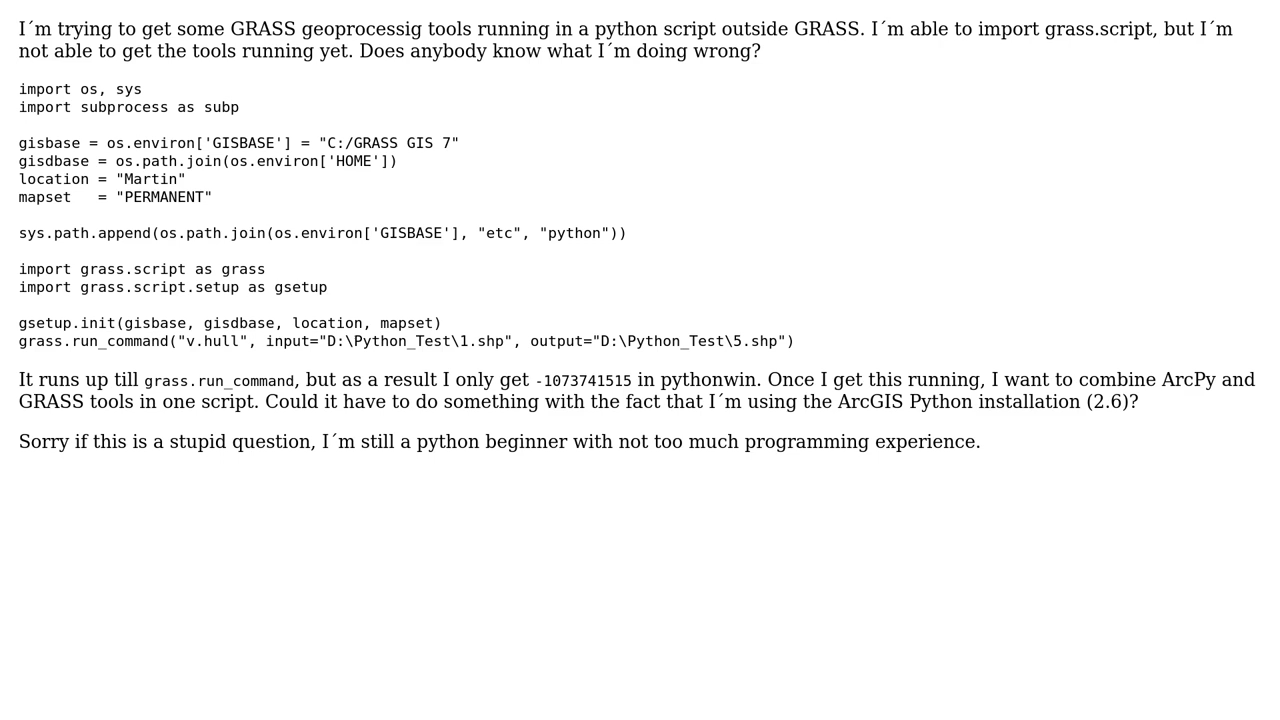 I´m trying to get some GRASS geoprocessig tools running in a python script outside GRASS. I´m able to import grass.script, but I´m
not able to get the tools running yet. Does anybody know what I´m doing wrong?
import os, sys
import subprocess as subp
gisbase = os.environ['GISBASE'] = "C:/GRASS GIS 7"
gisdbase = os.path.join(os.environ['HOME'])
location = "Martin"
mapset   = "PERMANENT"
sys.path.append(os.path.join(os.environ['GISBASE'], "etc", "python"))
import grass.script as grass
import grass.script.setup as gsetup
gsetup.init(gisbase, gisdbase, location, mapset)
grass.run_command("v.hull", input="D:\Python_Test\1.shp", output="D:\Python_Test\5.shp")
It runs up till grass.run_command, but as a result I only get -1073741515 in pythonwin. Once I get this running, I want to combine ArcPy and
GRASS tools in one script. Could it have to do something with the fact that I´m using the ArcGIS Python installation (2.6)?
Sorry if this is a stupid question, I´m still a python beginner with not too much programming experience.